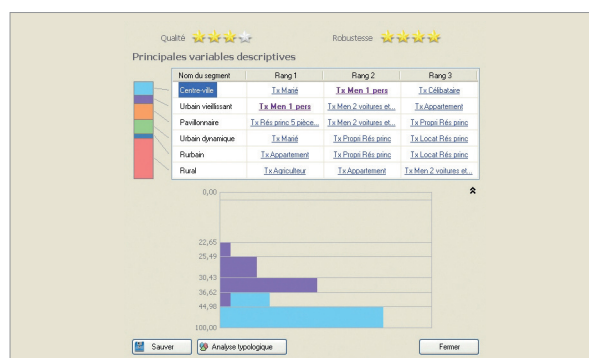 Qualité Robustesse
Principales variables descriptives
Nom du segment Rang 1 Rang 2 Rang 3
Centre-ville Tx Marié Tx Men 1 pers Tx Célibataire
Urbain vieillissant Tx Men 1 pers Tx Men 2 voitures et... Tx Appartement
Pavillonnaire Tx Rés princ 5 pièce... Tx Men 2 voitures et... Tx Propri Rés princ
Urbain dynamique Tx Marié Tx Propri Rés princ Tx Locat Rés princ
Rurbain Tx Appartement Tx Propri Rés princ Tx Locat Rés princ
Rural Tx Agriculteur Tx Appartement Tx Men 2 voitures et...
0,00
22,65
25,49
30,43
36,62
44,98
100,00
Sauver Analyse typologique Fermer